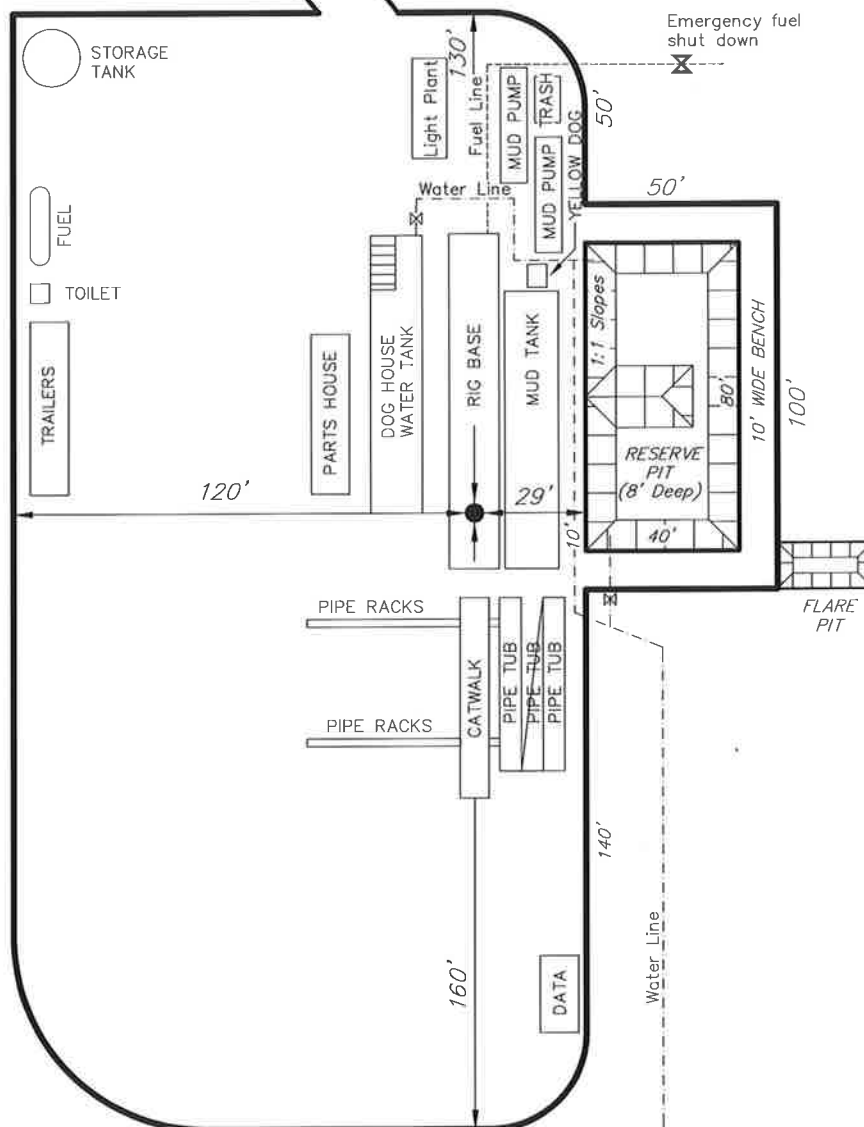 Emergency fuel
shut down
STORAGE
TANK
130'
Light Plant
Fuel Line
MUD PUMP
TRASH
MUD PUMP
YELLOW DOG
50'
50'
Water Line
FUEL
TOILET
TRAILERS
PARTS HOUSE
DOG HOUSE
WATER TANK
RIG BASE
MUD TANK
1:1 Slopes
80'
10' WIDE BENCH
100'
RESERVE
PIT
(8' Deep)
120'
29'
10'
40'
FLARE
PIT
PIPE RACKS
CATWALK
PIPE TUB
PIPE TUB
PIPE TUB
PIPE RACKS
140'
Water Line
160'
DATA